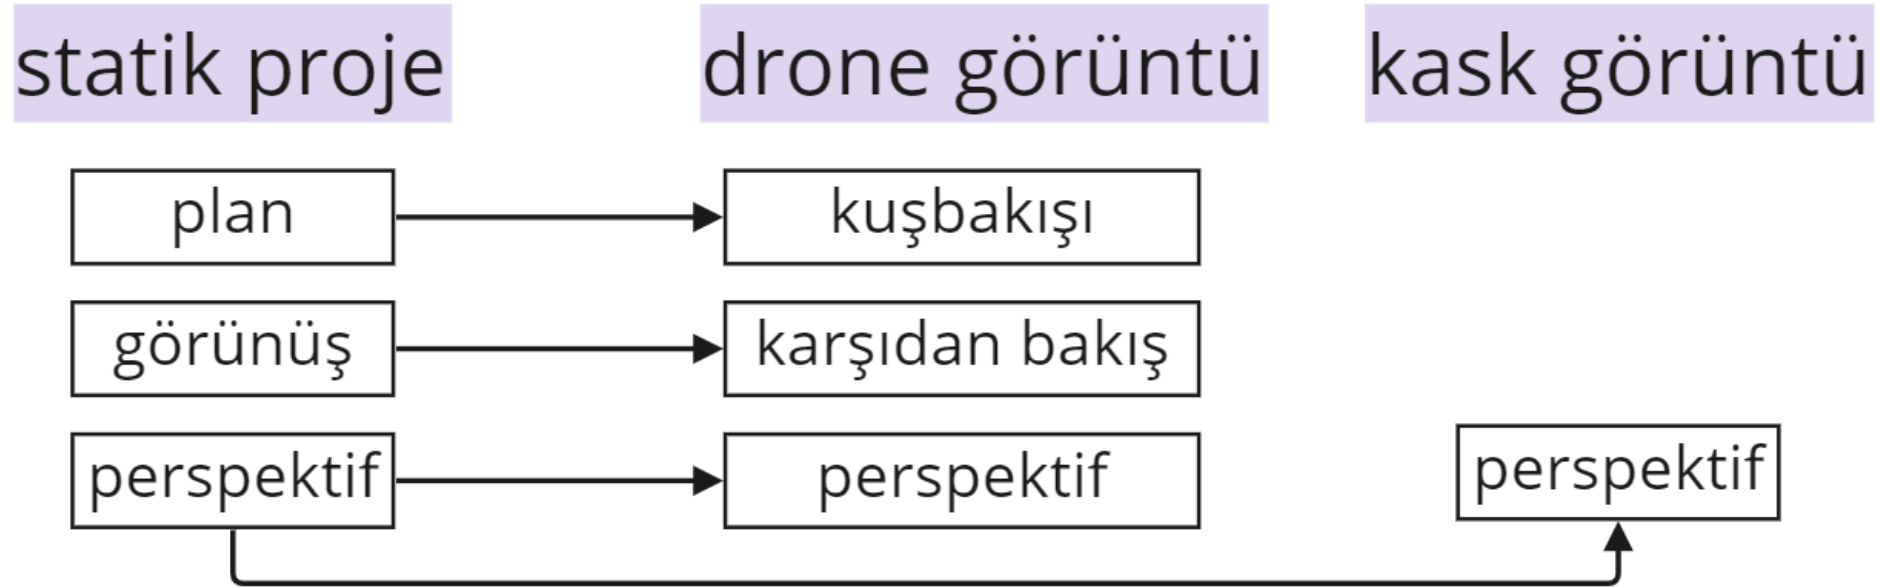 statik proje
drone görüntü
kask görüntü
plan
kuşbakışı
görünüş
karşıdan bakış
perspektif
perspektif
perspektif